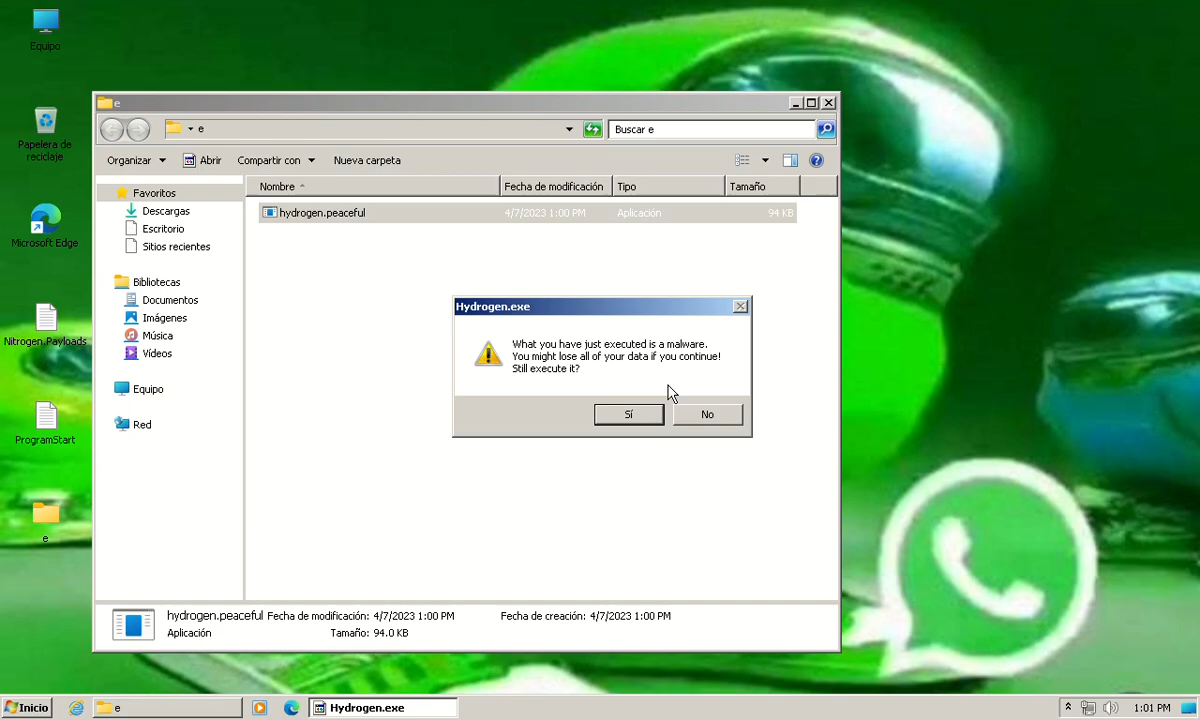 Equipo
Papelera de
reciclaje
Microsoft Edge
Nitrogen.Payloads
ProgramStart
e
e
e
Buscar e
Organizar
Abrir
Compartir con
Nueva carpeta
Nombre
Fecha de modificación
Tipo
Tamaño
Favoritos
Descargas
Escritorio
Sitios recientes
Bibliotecas
Documentos
Imágenes
Música
Vídeos
Equipo
Red
hydrogen.peaceful 4/7/2023 1:00 PM Aplicación 94 KB
Hydrogen.exe
What you have just executed is a malware.
You might lose all of your data if you continue!
Still execute it?
Sí
No
hydrogen.peaceful Fecha de modificación: 4/7/2023 1:00 PM Fecha de creación: 4/7/2023 1:00 PM
Aplicación Tamaño: 94.0 KB
Inicio
e
Hydrogen.exe
1:01 PM